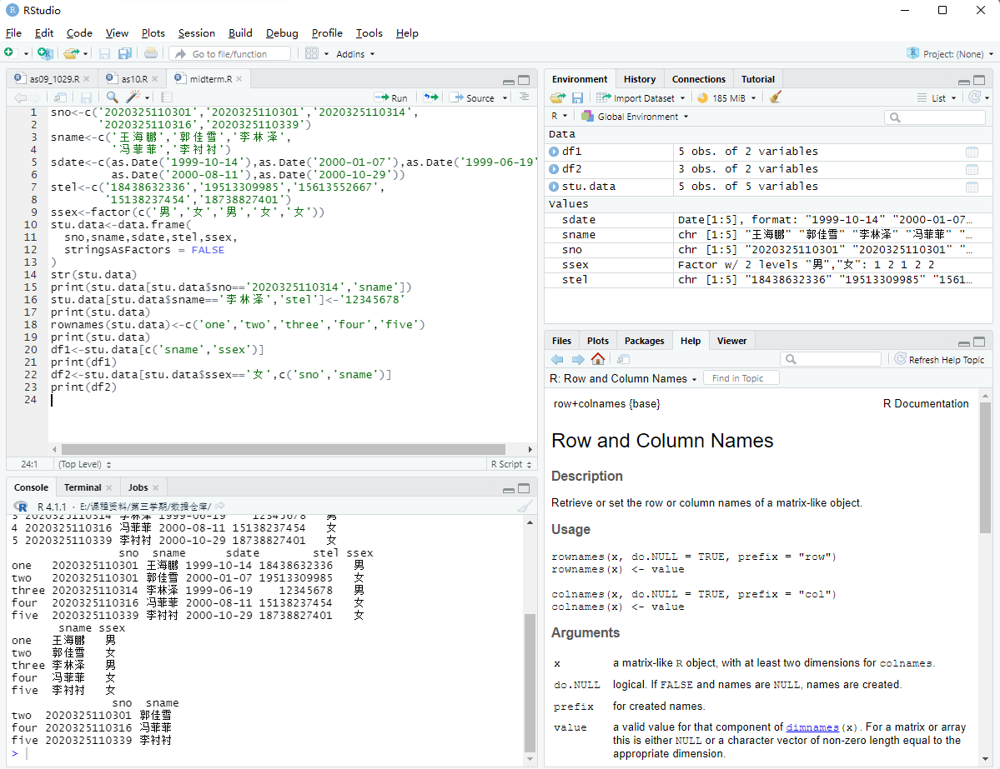 RStudio
File Edit Code View Plots Session Build Debug Profile Tools Help
Go to file/function Addins Project: (None)
as09_1029.R as10.R midterm.R
Run Source
1 sno<-c('2020325110301','2020325110301','2020325110314',
2 '2020325110316','2020325110339')
3 sname<-c('王海鹏','郭佳雪','李林泽',
4 '冯菲菲','李衬衬')
5 sdate<-c(as.Date('1999-10-14'),as.Date('2000-01-07'),as.Date('1999-06-19'
6 as.Date('2000-08-11'),as.Date('2000-10-29'))
7 stel<-c('18438632336','19513309985','15613552667',
8 '15138237454','18738827401')
9 ssex<-factor(c('男','女','男','女','女'))
10 stu.data<-data.frame(
11 sno,sname,sdate,stel,ssex,
12 stringsAsFactors = FALSE
13 )
14 str(stu.data)
15 print(stu.data[stu.data$sno=='2020325110314','sname'])
16 stu.data[stu.data$sname=='李林泽','stel']<-'12345678'
17 print(stu.data)
18 rownames(stu.data)<-c('one','two','three','four','five')
19 print(stu.data)
20 df1<-stu.data[c('sname','ssex')]
21 print(df1)
22 df2<-stu.data[stu.data$ssex=='女',c('sno','sname')]
23 print(df2)
24
24:1 (Top Level) R Script
Console Terminal Jobs
R 4.1.1 · E:/课程资料/第三学期/数据仓库/
3 2020325110314 李林泽 1999-06-19 12345678 男
4 2020325110316 冯菲菲 2000-08-11 15138237454 女
5 2020325110339 李衬衬 2000-10-29 18738827401 女
sno sname sdate stel ssex
one 2020325110301 王海鹏 1999-10-14 18438632336 男
two 2020325110301 郭佳雪 2000-01-07 19513309985 女
three 2020325110314 李林泽 1999-06-19 12345678 男
four 2020325110316 冯菲菲 2000-08-11 15138237454 女
five 2020325110339 李衬衬 2000-10-29 18738827401 女
sname ssex
one 王海鹏 男
two 郭佳雪 女
three 李林泽 男
four 冯菲菲 女
five 李衬衬 女
sno sname
two 2020325110301 郭佳雪
four 2020325110316 冯菲菲
five 2020325110339 李衬衬
>
Environment History Connections Tutorial
Import Dataset 185 MiB List
R Global Environment
Data
df1 5 obs. of 2 variables
df2 3 obs. of 2 variables
stu.data 5 obs. of 5 variables
Values
sdate Date[1:5], format: "1999-10-14" "2000-01-07…
sname chr [1:5] "王海鹏" "郭佳雪" "李林泽" "冯菲菲" "…
sno chr [1:5] "2020325110301" "2020325110301" "…
ssex Factor w/ 2 levels "男","女": 1 2 1 2 2
stel chr [1:5] "18438632336" "19513309985" "1561…
Files Plots Packages Help Viewer
Refresh Help Topic
R: Row and Column Names Find in Topic
row+colnames {base} R Documentation
Row and Column Names
Description
Retrieve or set the row or column names of a matrix-like object.
Usage
rownames(x, do.NULL = TRUE, prefix = "row")
rownames(x) <- value
colnames(x, do.NULL = TRUE, prefix = "col")
colnames(x) <- value
Arguments
x a matrix-like R object, with at least two dimensions for colnames.
do.NULL logical. If FALSE and names are NULL, names are created.
prefix for created names.
value a valid value for that component of dimnames(x). For a matrix or array
this is either NULL or a character vector of non-zero length equal to the
appropriate dimension.